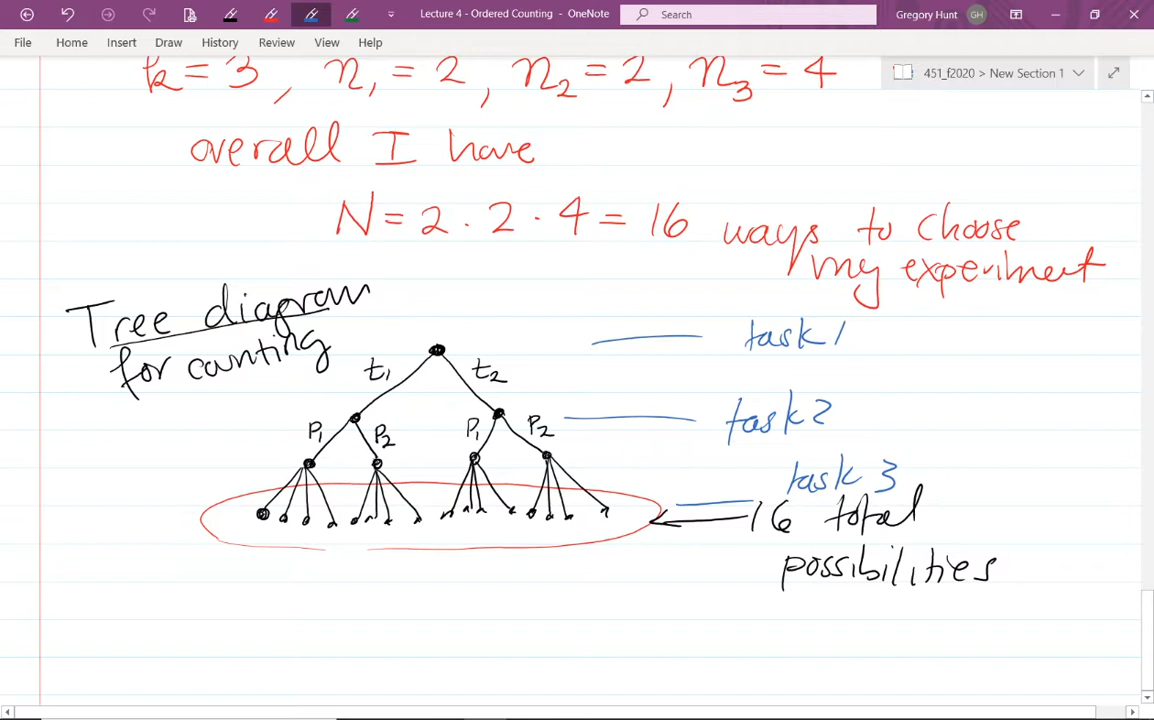 Lecture 4 - Ordered Counting - OneNote
Search
Gregory Hunt
GH
File Home Insert Draw History Review View Help
451_f2020 > New Section 1
k = 3 , n1 = 2 , n2 = 2 , n3 = 4
overall I have
N = 2 · 2 · 4 = 16 ways to choose
my experiment
Tree diagram
for counting
task 1
t1 t2
task 2
P1 P2 P1 P2
task 3
16 total
possibilities